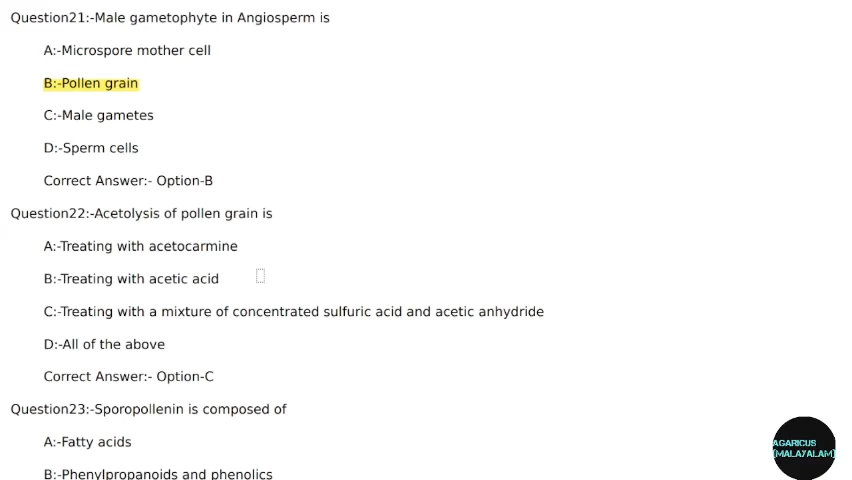 Question21:-Male gametophyte in Angiosperm is
A:-Microspore mother cell
B:-Pollen grain
C:-Male gametes
D:-Sperm cells
Correct Answer:- Option-B
Question22:-Acetolysis of pollen grain is
A:-Treating with acetocarmine
B:-Treating with acetic acid
C:-Treating with a mixture of concentrated sulfuric acid and acetic anhydride
D:-All of the above
Correct Answer:- Option-C
Question23:-Sporopollenin is composed of
A:-Fatty acids
B:-Phenylpropanoids and phenolics
AGARICUS
[MALAYALAM]